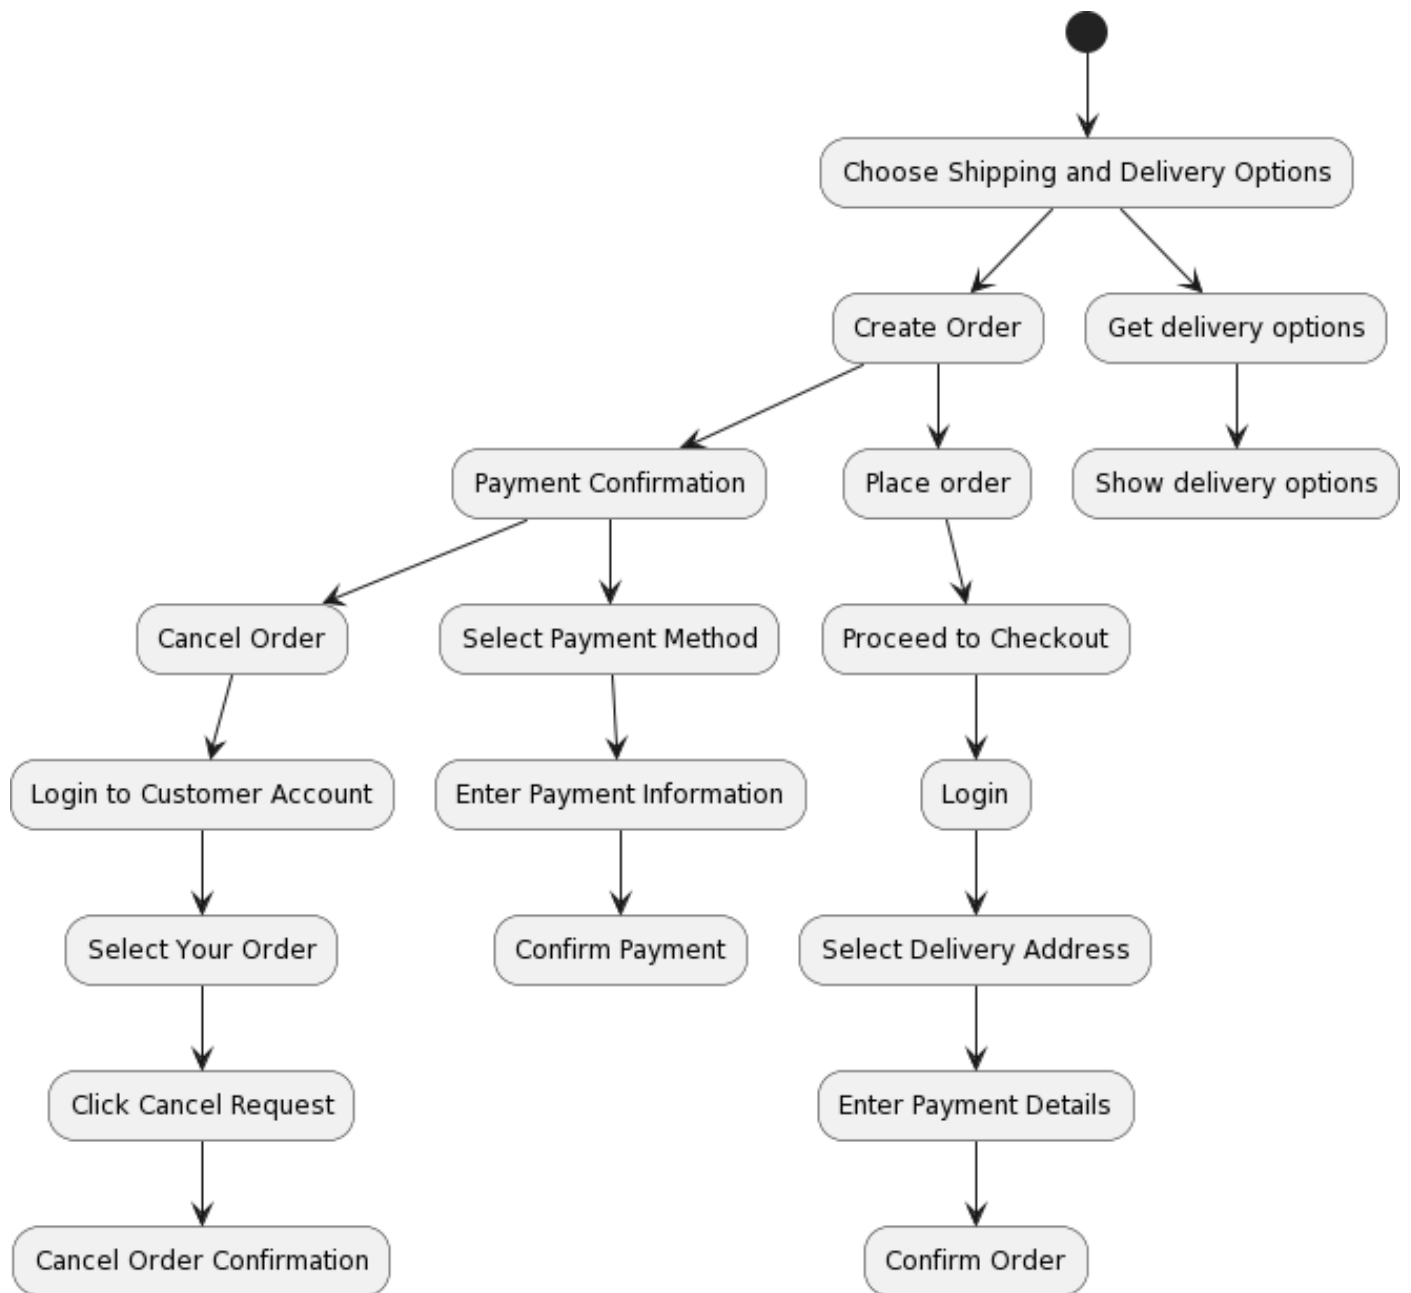 Choose Shipping and Delivery Options
Create Order
Get delivery options
Payment Confirmation
Place order
Show delivery options
Cancel Order
Select Payment Method
Proceed to Checkout
Login to Customer Account
Enter Payment Information
Login
Select Your Order
Confirm Payment
Select Delivery Address
Click Cancel Request
Enter Payment Details
Cancel Order Confirmation
Confirm Order